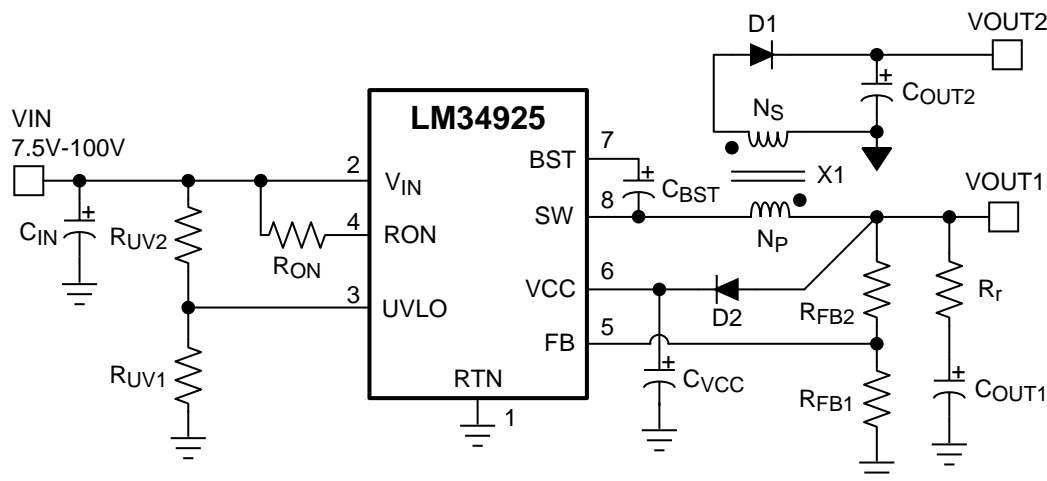 D1
VOUT2
COUT2
NS
LM34925
VIN
7.5V-100V
2
VIN
BST
7
CBST
X1
VOUT1
CIN
RUV2
RON
4
RON
SW
8
NP
3
UVLO
VCC
6
D2
RFB2
Rr
FB
5
RUV1
RTN
1
CVCC
RFB1
COUT1
+
+
+
+
+